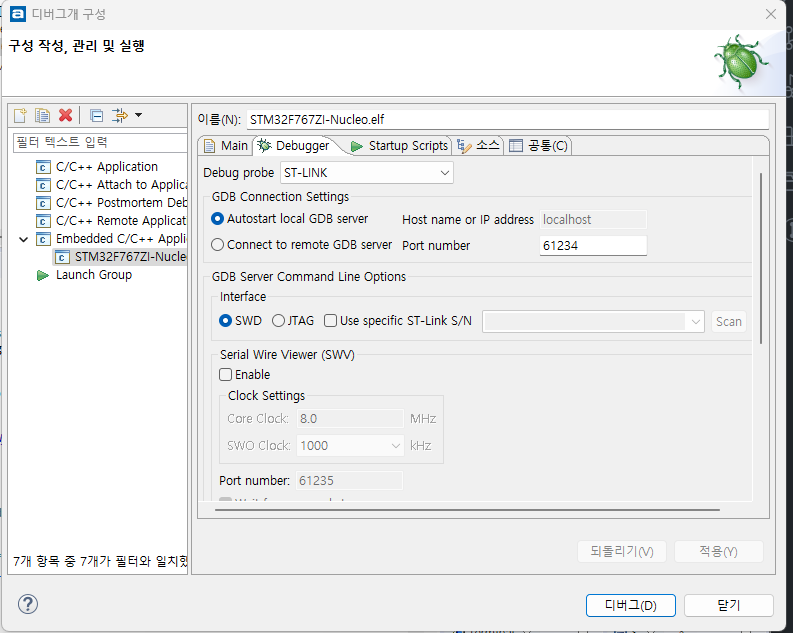 디버그개 구성
구성 작성, 관리 및 실행
필터 텍스트 입력
C/C++ Application
C/C++ Attach to Applica
C/C++ Postmortem Deb
C/C++ Remote Applicat
Embedded C/C++ Appli
STM32F767ZI-Nucle
Launch Group
7개 항목 중 7개가 필터와 일치했
이름(N): STM32F767ZI-Nucleo.elf
Main Debugger Startup Scripts 소스 공통(C)
Debug probe ST-LINK
GDB Connection Settings
Autostart local GDB server Host name or IP address localhost
Connect to remote GDB server Port number 61234
GDB Server Command Line Options
Interface
SWD JTAG Use specific ST-Link S/N Scan
Serial Wire Viewer (SWV)
Enable
Clock Settings
Core Clock: 8.0 MHz
SWO Clock: 1000 kHz
Port number: 61235
되돌리기(V) 적용(Y)
디버그(D) 닫기